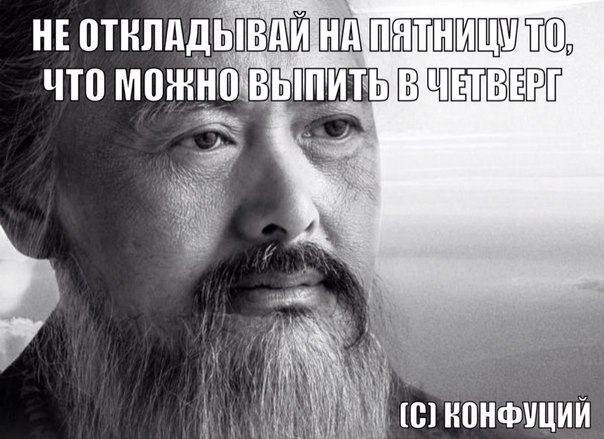 НЕ ОТКЛАДЫВАЙ НА ПЯТНИЦУ ТО,
ЧТО МОЖНО ВЫПИТЬ В ЧЕТВЕРГ
(С) КОНФУЦИЙ